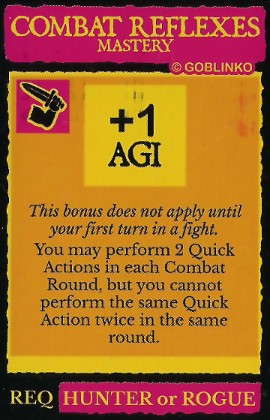 COMBAT REFLEXES
MASTERY
© GOBLINKO
+1
AGI
This bonus does not apply until
your first turn in a fight.
You may perform 2 Quick
Actions in each Combat
Round, but you cannot
perform the same Quick
Action twice in the same
round.
REQ HUNTER or ROGUE